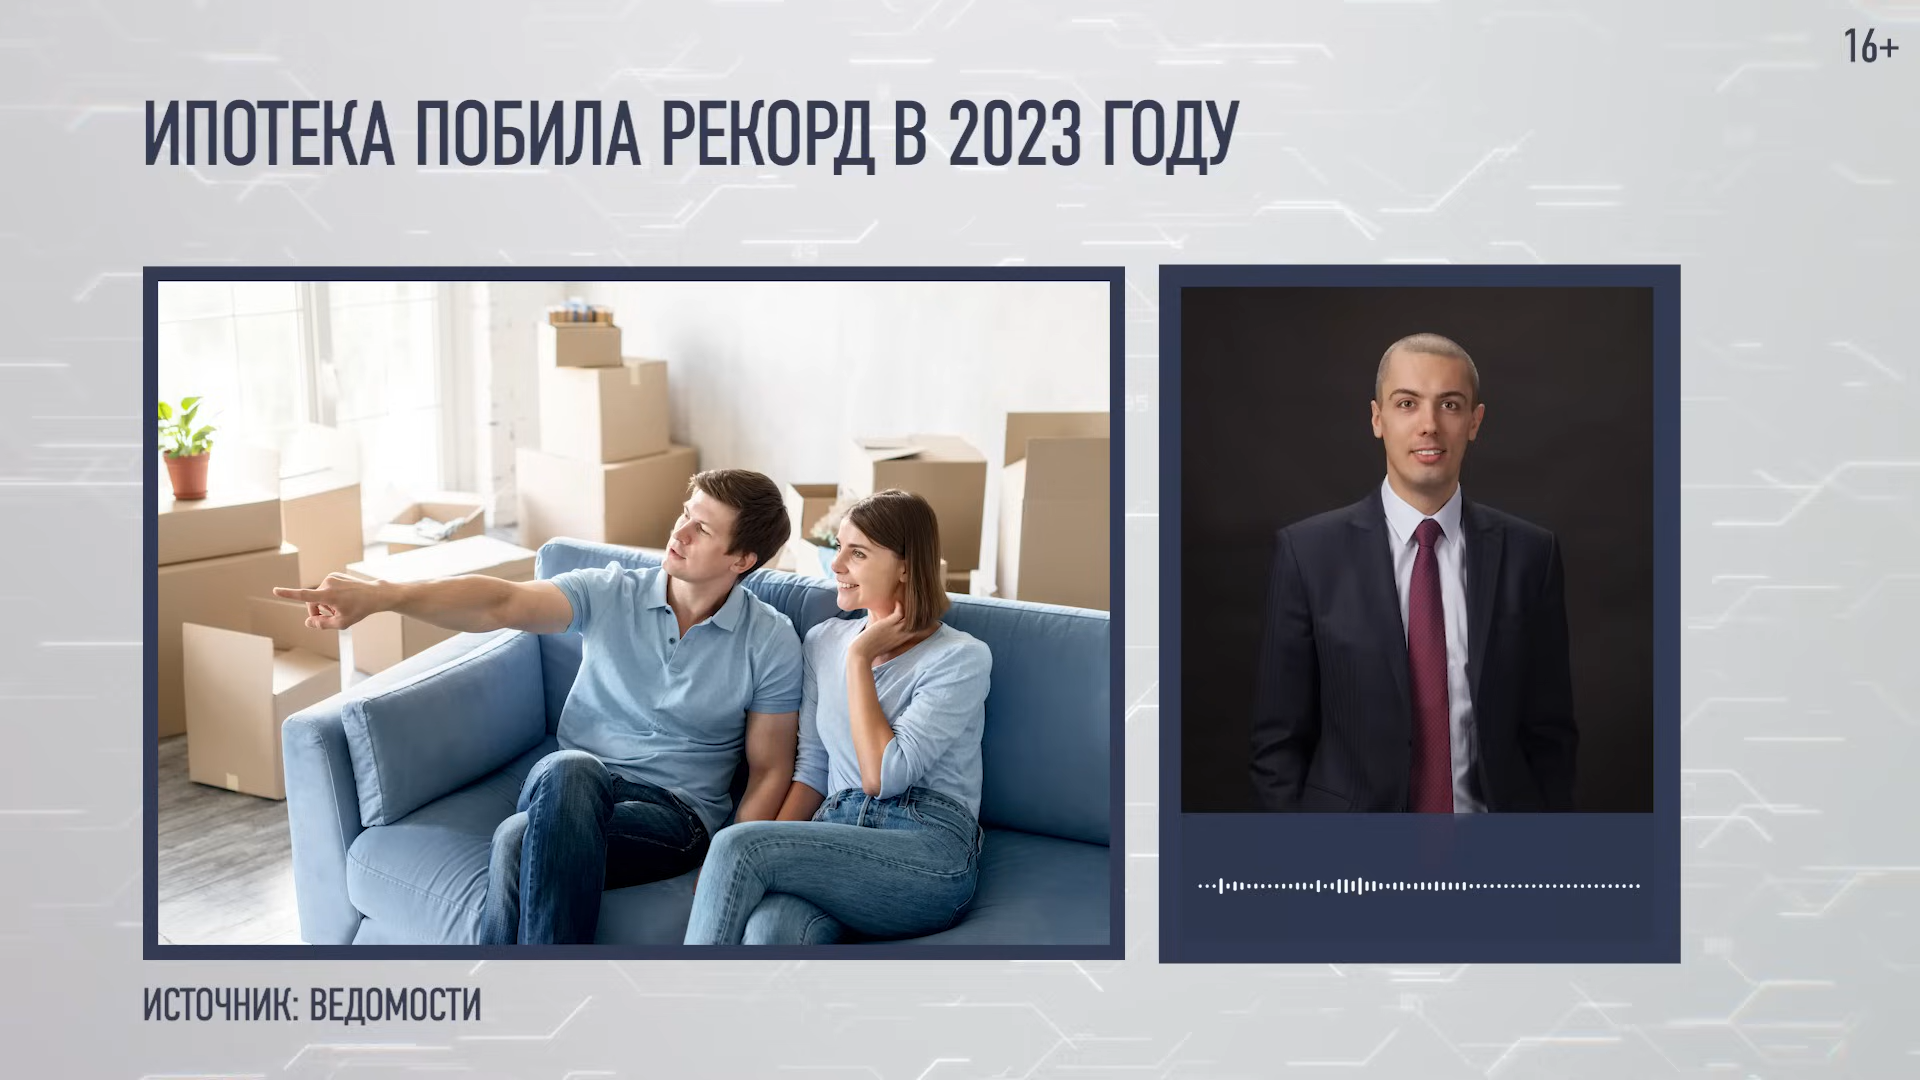 16+
ИПОТЕКА ПОБИЛА РЕКОРД В 2023 ГОДУ
ИСТОЧНИК: ВЕДОМОСТИ